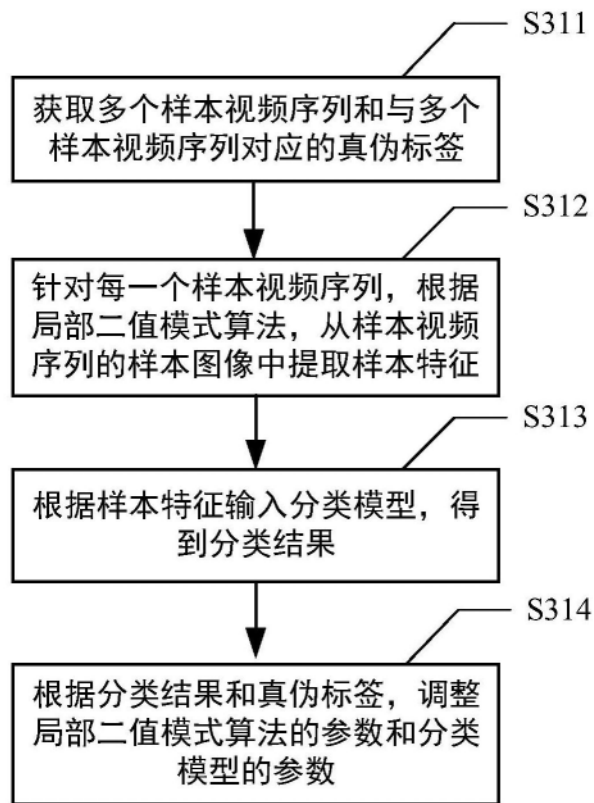 S311
获取多个样本视频序列和与多个
样本视频序列对应的真伪标签
S312
针对每一个样本视频序列，根据
局部二值模式算法，从样本视频
序列的样本图像中提取样本特征
S313
根据样本特征输入分类模型，得
到分类结果
S314
根据分类结果和真伪标签，调整
局部二值模式算法的参数和分类
模型的参数